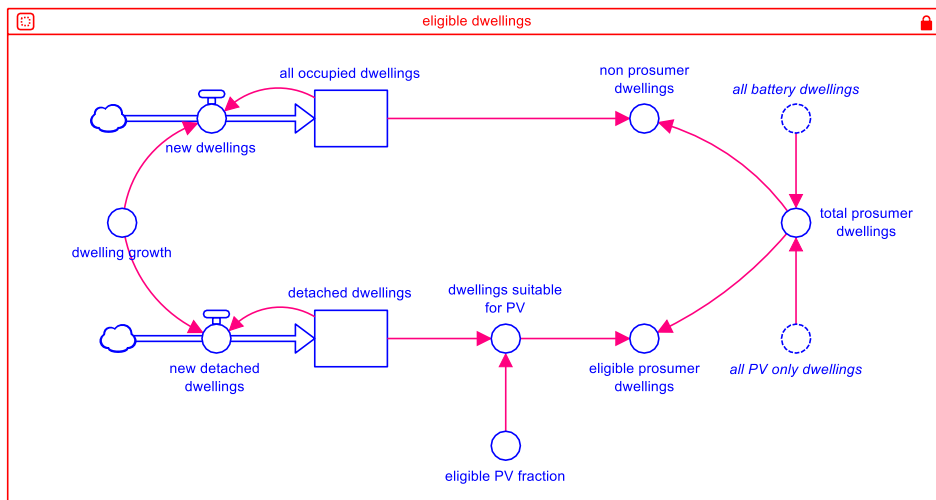 eligible dwellings
all occupied dwellings
non prosumer
dwellings
all battery dwellings
new dwellings
total prosumer
dwellings
dwelling growth
detached dwellings
dwellings suitable
for PV
new detached
dwellings
eligible prosumer
dwellings
all PV only dwellings
eligible PV fraction